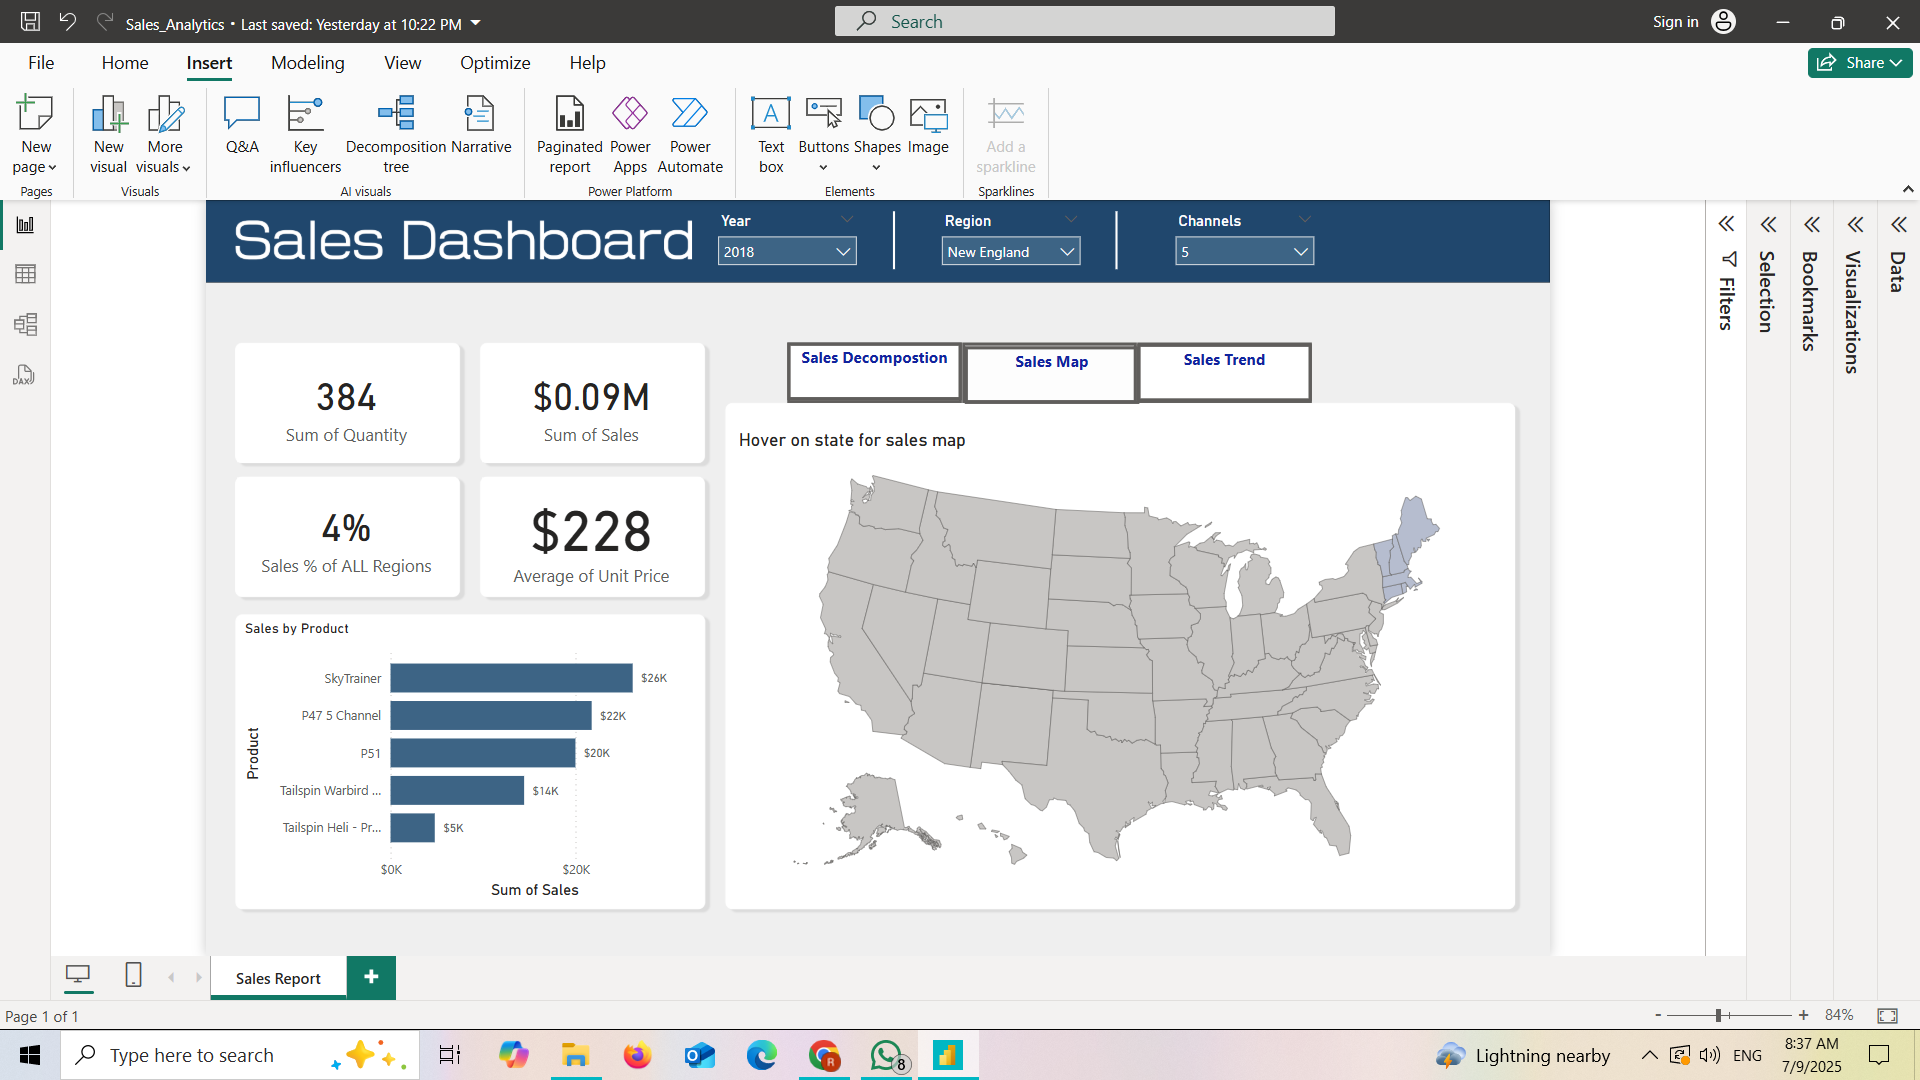 Sales_Analytics • Last saved: Yesterday at 10:22 PM
Search
Sign in
File
Home
Insert
Modeling
View
Optimize
Help
Share
New page
New visual
More visuals
Q&A
Key influencers
Decomposition tree
Narrative
Paginated report
Power Apps
Power Automate
A
Text box
Buttons
Shapes
Image
Add a sparkline
Pages
Visuals
AI visuals
Power Platform
Elements
Sparklines
DAX
Sales Dashboard
Year
2018
Region
New England
Channels
5
Filters
Selection
Bookmarks
Visualizations
Data
384
Sum of Quantity
$0.09M
Sum of Sales
4%
Sales % of ALL Regions
$228
Average of Unit Price
Sales Decompostion
Sales Map
Sales Trend
Hover on state for sales map
Sales by Product
Product
SkyTrainer
$26K
P47 5 Channel
$22K
P51
$20K
Tailspin Warbird ...
$14K
Tailspin Heli - Pr...
$5K
$0K
$20K
Sum of Sales
Sales Report
+
Page 1 of 1
- + 84%
Type here to search
R
8
Lightning nearby
ENG
8:37 AM
7/9/2025